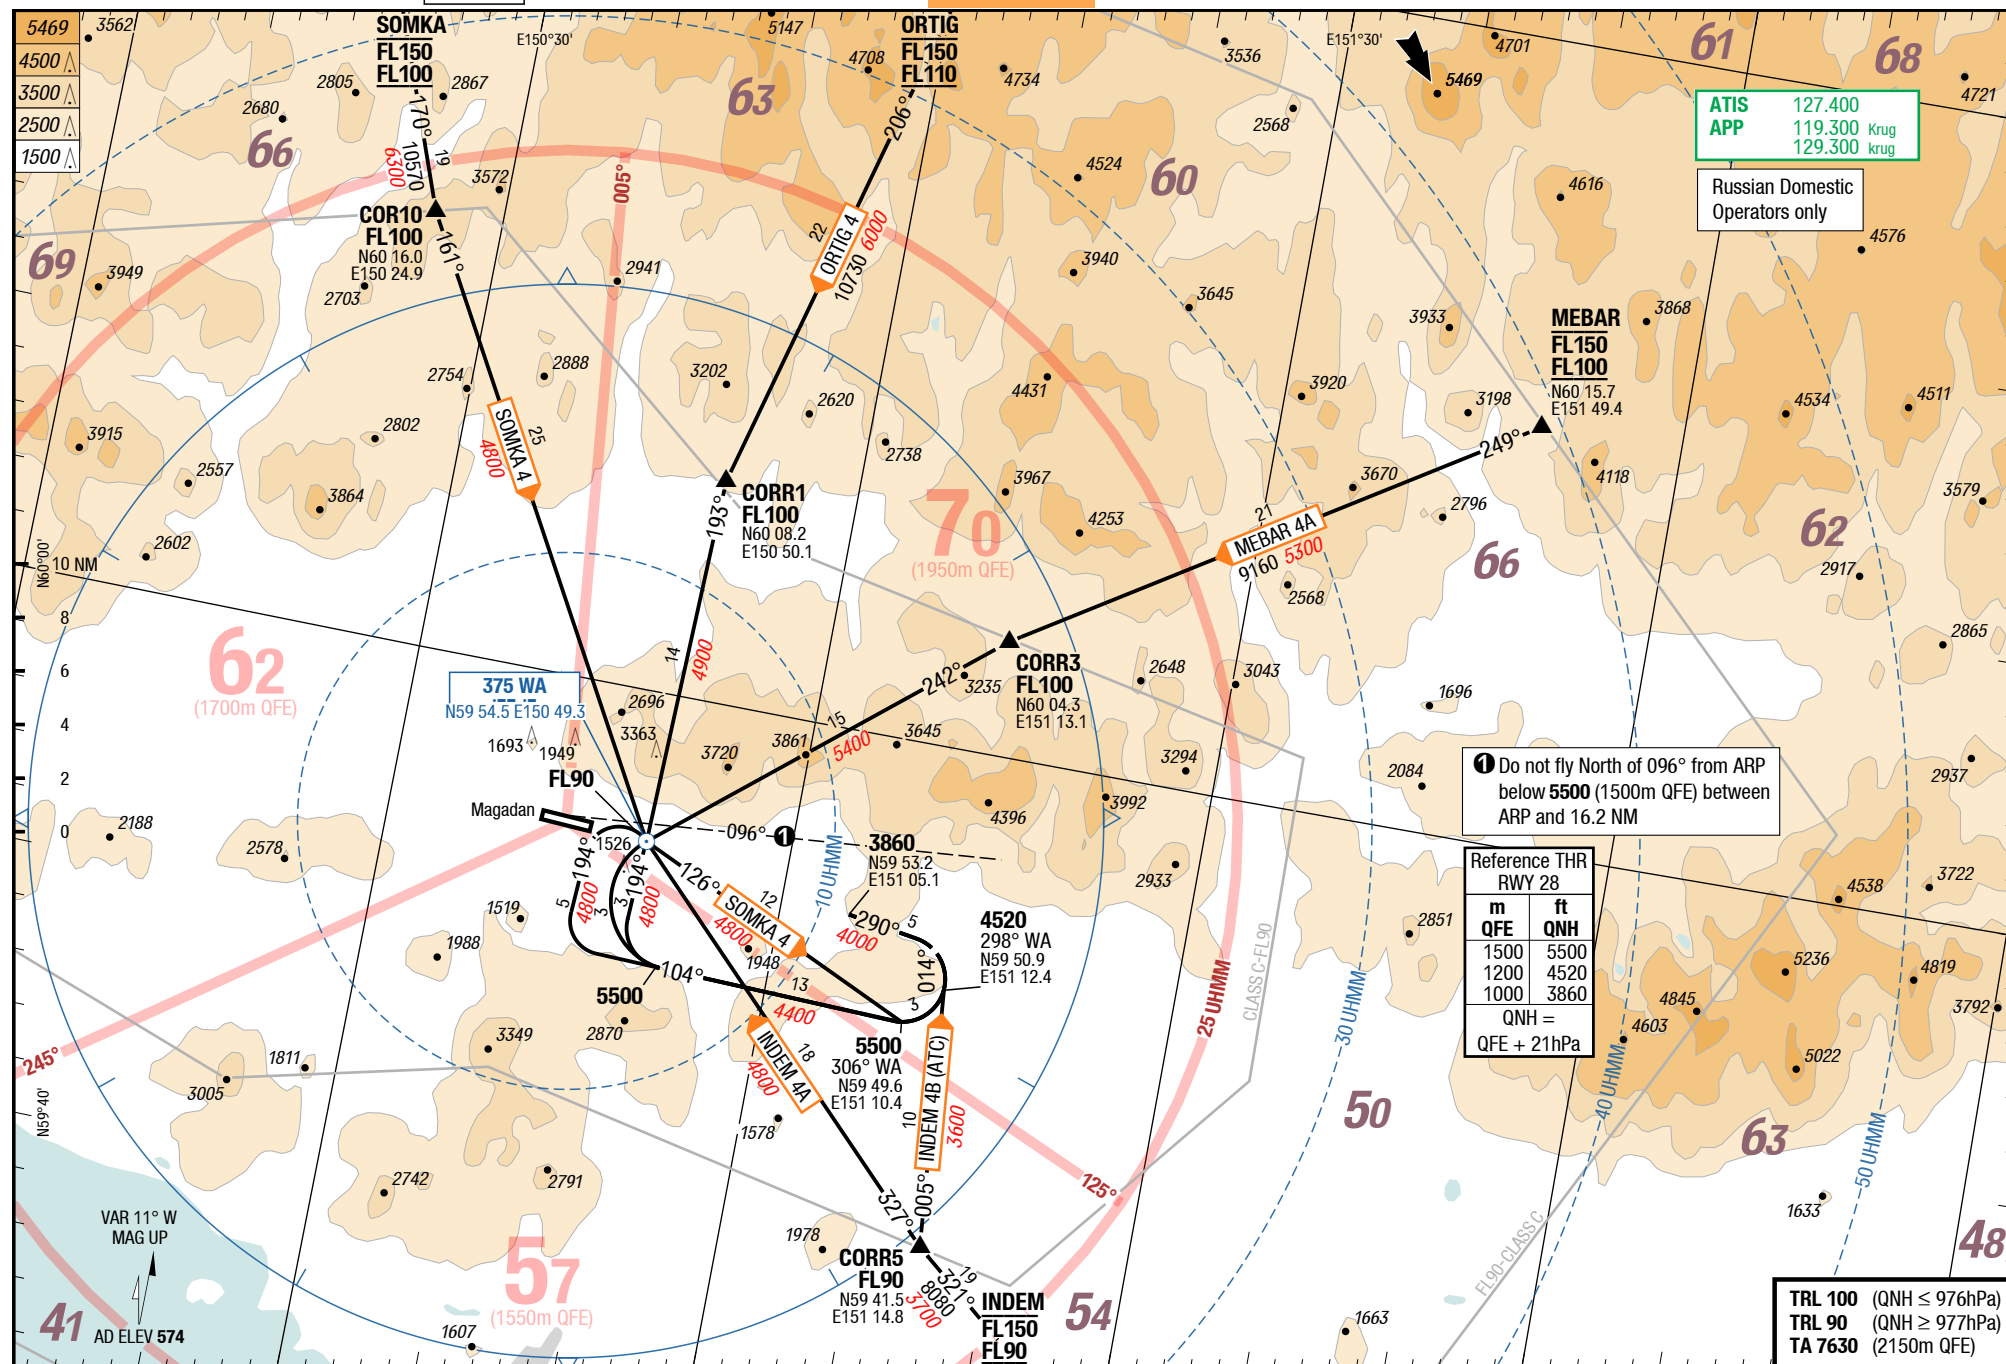 5469
4500
3500
2500
1500
3562
SOMKA
FL150
FL100
170°
10570
19
6300
E150°30'
5147
4708
ORTIG
FL150
FL110
206°
4734
3536
E151°30'
4701
5469
61
68
4721
2805
2867
2680
66
63
2568
ATIS 127.400
APP 119.300 Krug
129.300 krug
Russian Domestic
Operators only
3572
005°
4524
60
4616
4576
COR10
FL100
N60 16.0
E150 24.9
161°
69
3949
2703
2941
22
ORTIG 4
6000
10730
3940
3645
3933
3868
MEBAR
FL150
FL100
N60 15.7
E151 49.4
249°
2754
2888
3202
2620
4431
3920
3198
4534
4511
SOMKA 4
25
4800
3915
2802
2557
3864
2738
3967
3670
4118
2796
3579
CORR1
FL100
N60 08.2
E150 50.1
193°
70
(1950m QFE)
4253
21
MEBAR 4A
9160
5300
62
66
2917
2602
N60°00'
10 NM
8
6
4
2
0
2568
62
(1700m QFE)
14
4900
242°
3235
CORR3
FL100
N60 04.3
E151 13.1
2648
3043
2865
1696
375 WA
N59 54.5 E150 49.3
2696
3363
1693
1949
3720
3861
15
5400
3645
3294
2084
2937
FL90
Magadan
1526
096°
1
4396
3992
1 Do not fly North of 096° from ARP
below 5500 (1500m QFE) between
ARP and 16.2 NM
2188
2578
194°
5
4800
194°
3
3
4800
126°
12
SOMKA 4
4800
10 UHMM
3860
N59 53.2
E151 05.1
290°
5
4000
2933
Reference THR
RWY 28
m ft
QFE QNH
1500 5500
1200 4520
1000 3860
QNH =
QFE + 21hPa
4538
3722
1519
1988
1948
4520
298° WA
N59 50.9
E151 12.4
014°
3
2851
5236
4819
4845
4603
3792
5022
104°
13
4400
5500
2870
3349
5500
306° WA
N59 49.6
E151 10.4
25 UHMM
CLASS C-FL90
30 UHMM
40 UHMM
50 UHMM
245°
1811
3005
N59°40'
18
INDEM 4A
4800
1578
10
INDEM 4B (ATC)
3600
50
63
2742
2791
125°
1633
VAR 11° W
MAG UP
327°
005°
1978
CORR5
FL90
N59 41.5
E151 14.8
19
321°
8080
3700
INDEM
FL150
FL90
57
(1550m QFE)
54
48
FL90-CLASS C
41
AD ELEV 574
1607
1663
TRL 100 (QNH ≤ 976hPa)
TRL 90 (QNH ≥ 977hPa)
TA 7630 (2150m QFE)